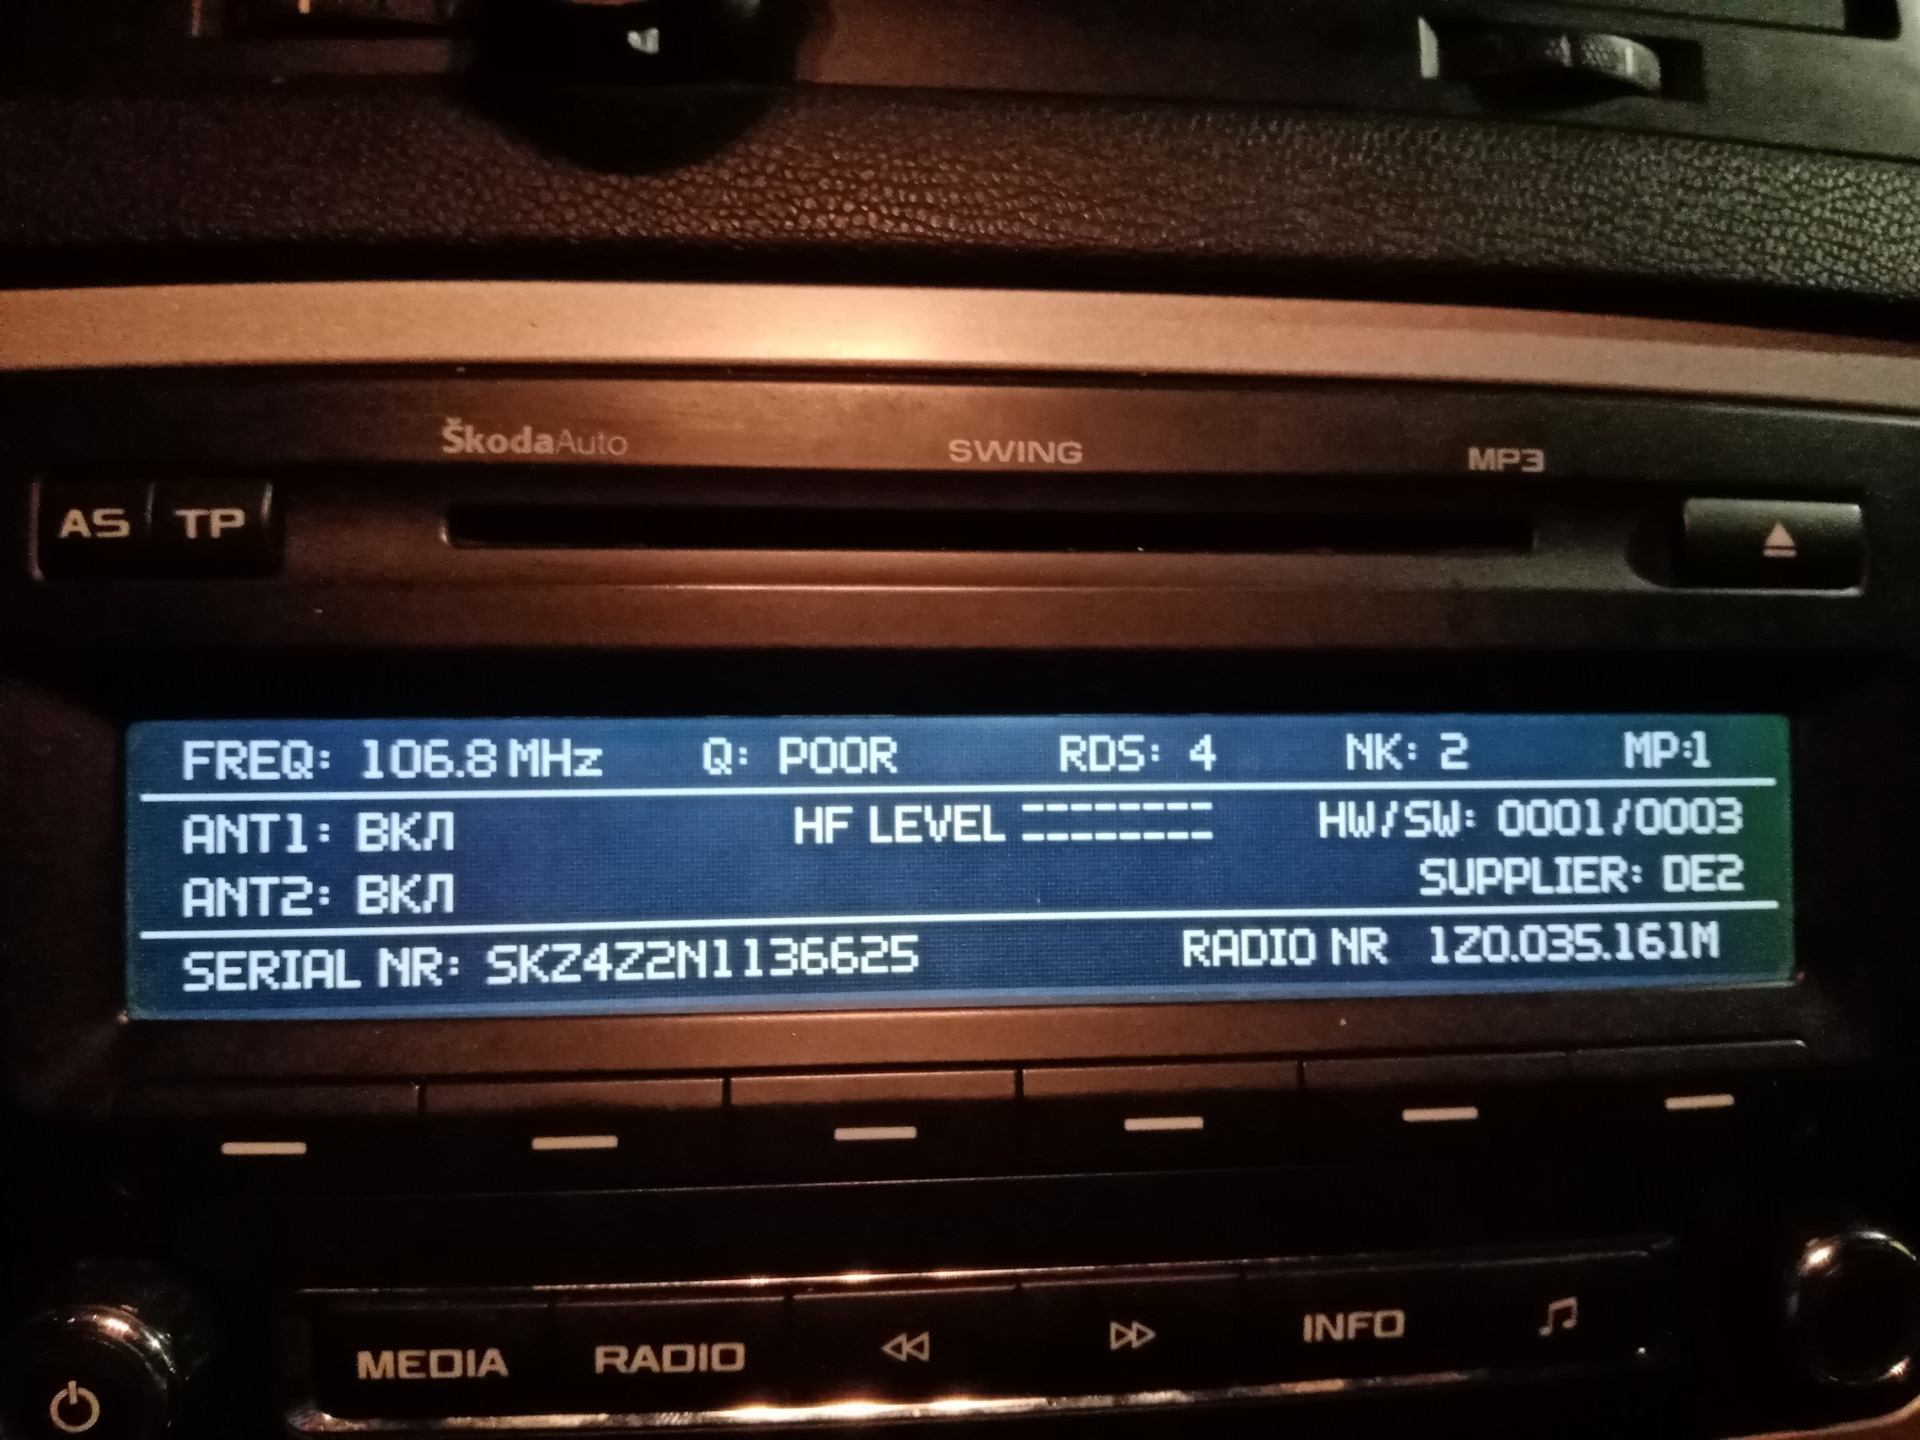 ŠkodaAuto SWING MP3
AS TP
FREQ: 106.8 MHz Q: POOR RDS: 4 NK: 2 MP:1
ANT1: ВКЛ HF LEVEL HW/SW: 0001/0003
ANT2: ВКЛ SUPPLIER: DE2
SERIAL NR: SKZ4Z2N1136625 RADIO NR 1Z0.035.161M
MEDIA RADIO INFO